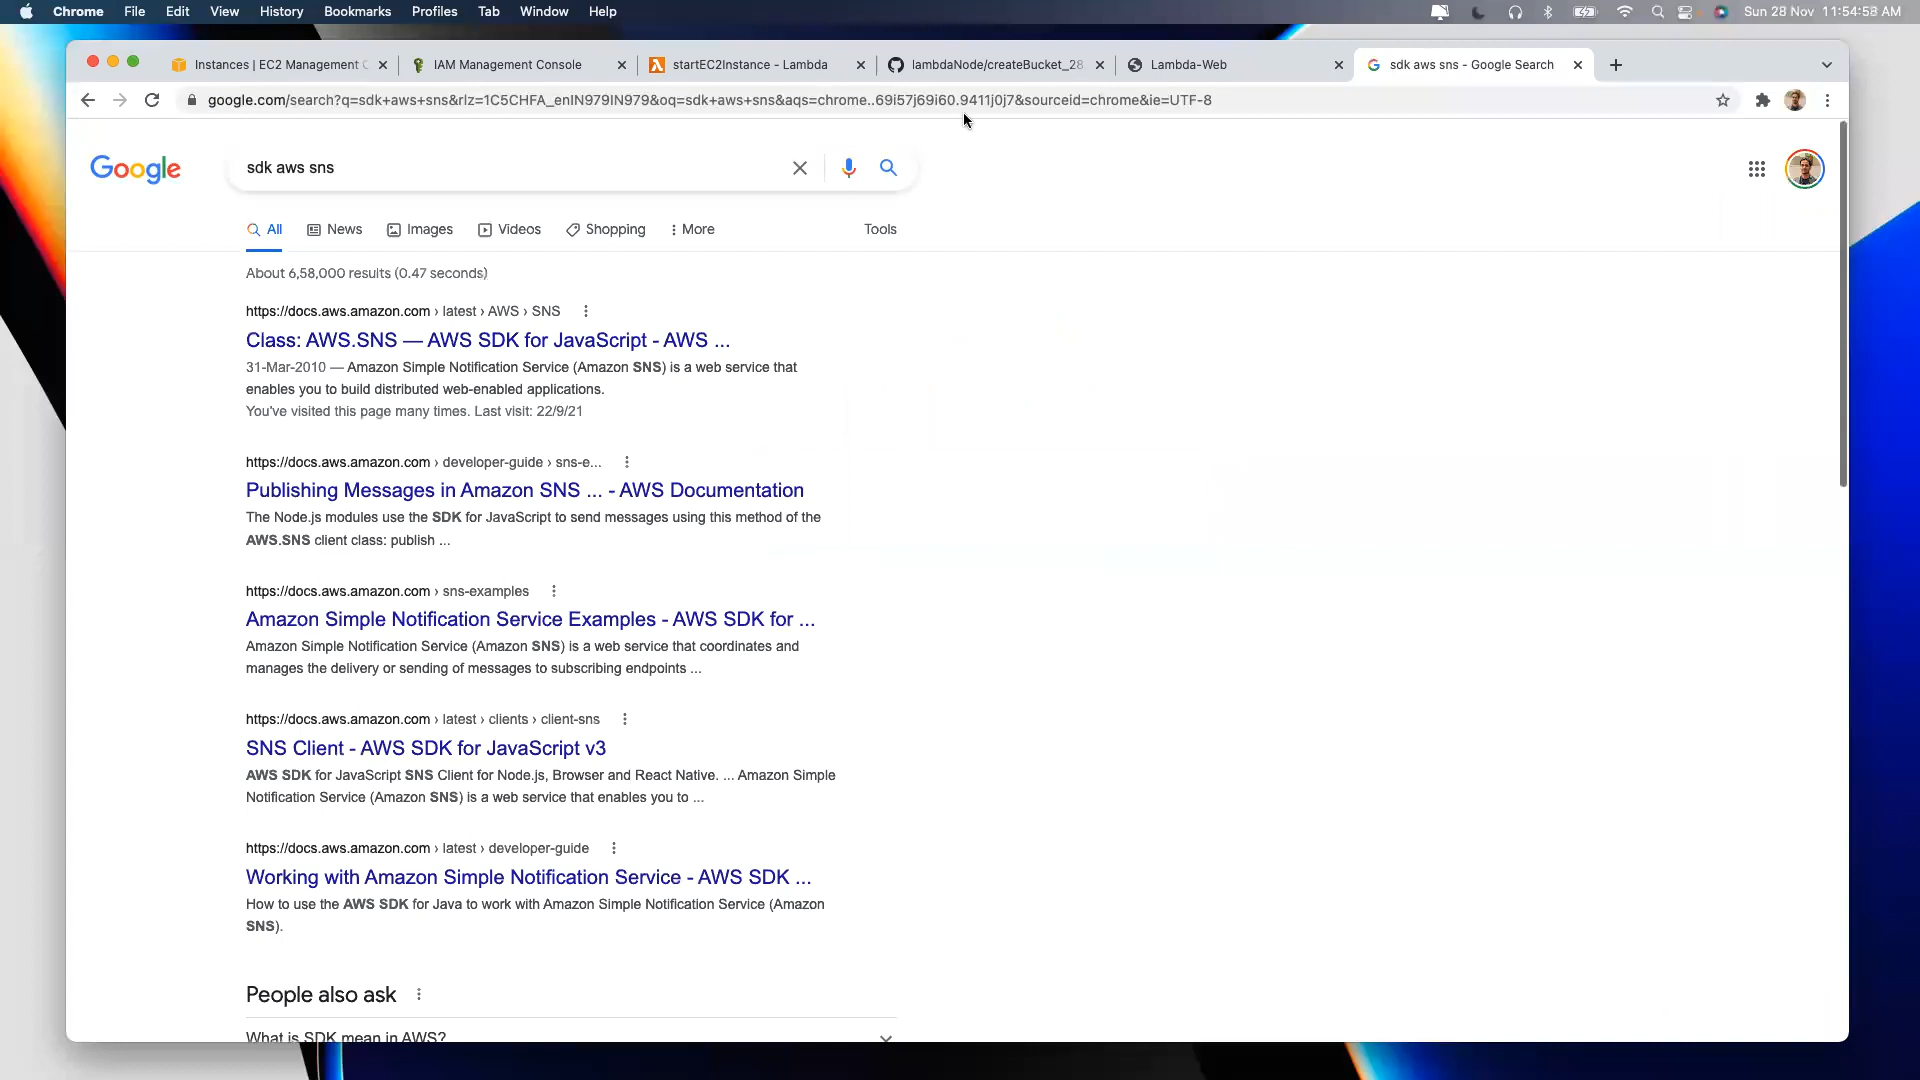 Chrome File Edit View History Bookmarks Profiles Tab Window Help Sun 28 Nov 11:54:58 AM
Instances | EC2 Management C IAM Management Console startEC2Instance - Lambda lambdaNode/createBucket_28 Lambda-Web sdk aws sns - Google Search
google.com/search?q=sdk+aws+sns&rlz=1C5CHFA_enIN979IN979&oq=sdk+aws+sns&aqs=chrome..69i57j69i60.9411j0j7&sourceid=chrome&ie=UTF-8
Google sdk aws sns
All News Images Videos Shopping More Tools
About 6,58,000 results (0.47 seconds)
https://docs.aws.amazon.com › latest › AWS › SNS
Class: AWS.SNS — AWS SDK for JavaScript - AWS ...
31-Mar-2010 — Amazon Simple Notification Service (Amazon SNS) is a web service that
enables you to build distributed web-enabled applications.
You've visited this page many times. Last visit: 22/9/21
https://docs.aws.amazon.com › developer-guide › sns-e...
Publishing Messages in Amazon SNS ... - AWS Documentation
The Node.js modules use the SDK for JavaScript to send messages using this method of the
AWS.SNS client class: publish ...
https://docs.aws.amazon.com › sns-examples
Amazon Simple Notification Service Examples - AWS SDK for ...
Amazon Simple Notification Service (Amazon SNS) is a web service that coordinates and
manages the delivery or sending of messages to subscribing endpoints ...
https://docs.aws.amazon.com › latest › clients › client-sns
SNS Client - AWS SDK for JavaScript v3
AWS SDK for JavaScript SNS Client for Node.js, Browser and React Native. ... Amazon Simple
Notification Service (Amazon SNS) is a web service that enables you to ...
https://docs.aws.amazon.com › latest › developer-guide
Working with Amazon Simple Notification Service - AWS SDK ...
How to use the AWS SDK for Java to work with Amazon Simple Notification Service (Amazon
SNS).
People also ask
What is SDK mean in AWS?